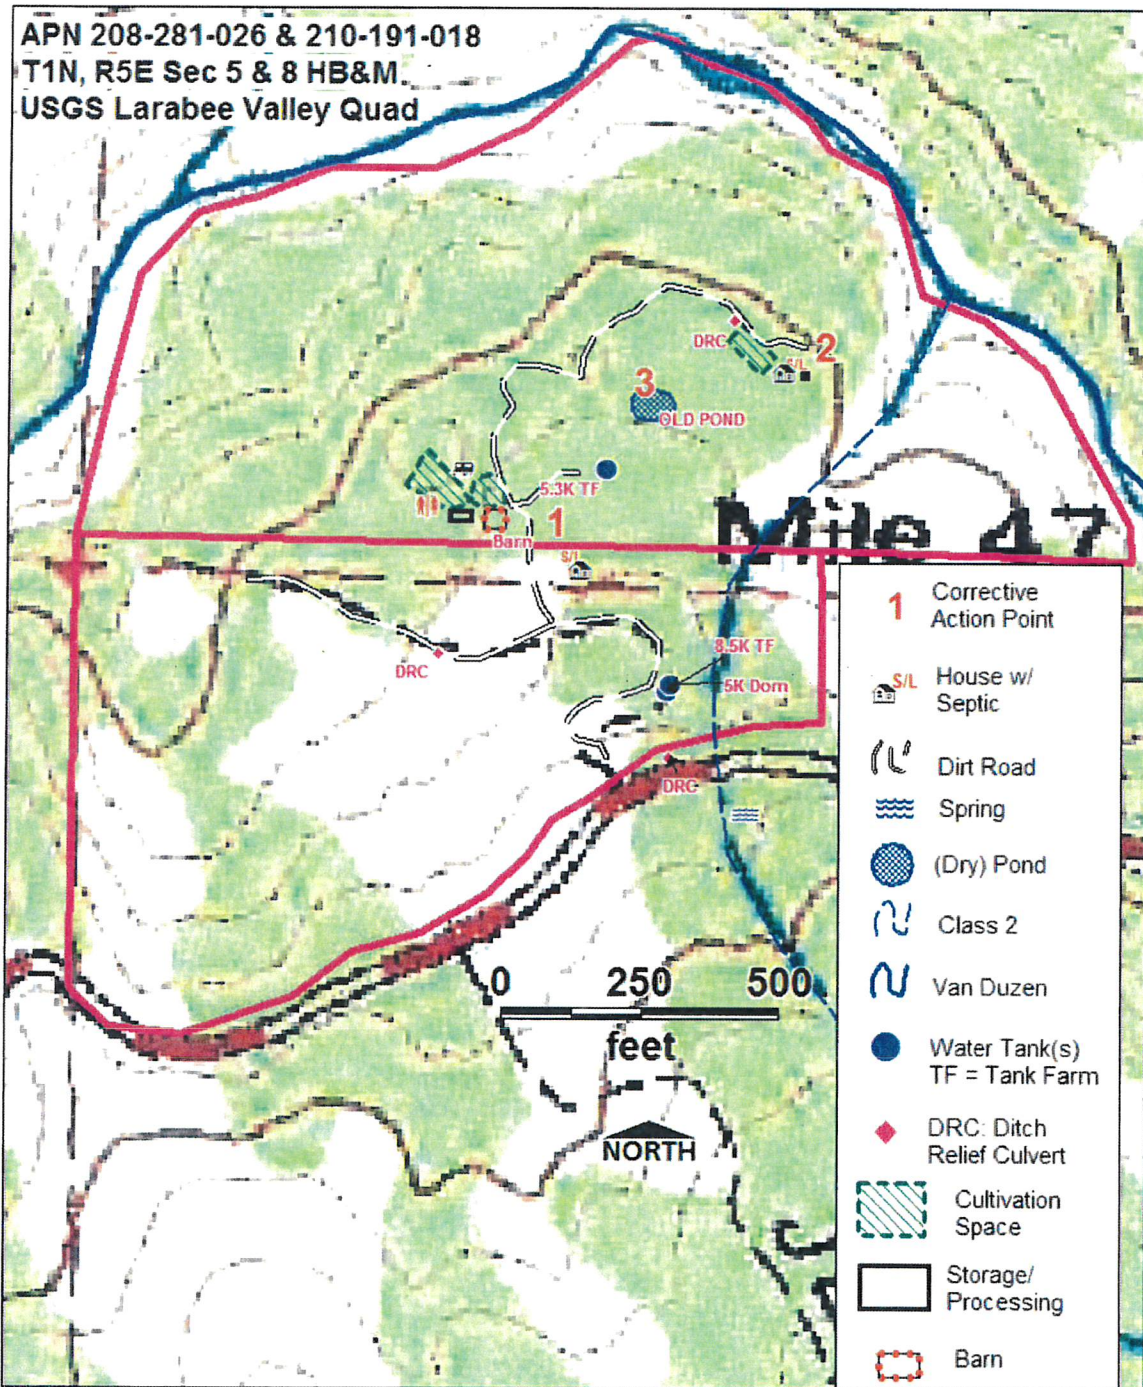 APN 208-281-026 & 210-191-018
T1N, R5E Sec 5 & 8 HB&M
USGS Larabee Valley Quad
DRC
2
S/L
3
OLD POND
5.3K TF
1
Barn
S/L
Mile 47
DRC
8.5K TF
5K Dom
DRC
0 250 500
feet
NORTH
1 Corrective
Action Point
S/L House w/
Septic
Dirt Road
Spring
(Dry) Pond
Class 2
Van Duzen
Water Tank(s)
TF = Tank Farm
DRC: Ditch
Relief Culvert
Cultivation
Space
Storage/
Processing
Barn